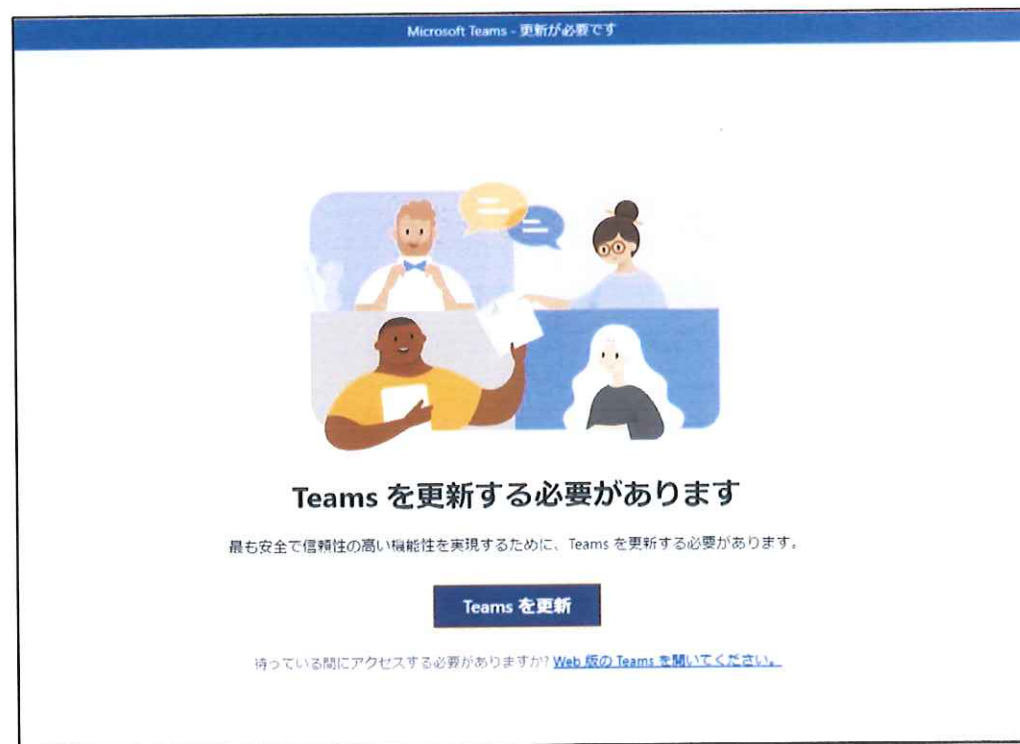 Microsoft Teams - 更新が必要です
Teams を更新する必要があります
最も安全で信頼性の高い機能性を実現するために、Teams を更新する必要があります。
Teams を更新
待っている間にアクセスする必要がありますか? Web 版の Teams を開いてください。